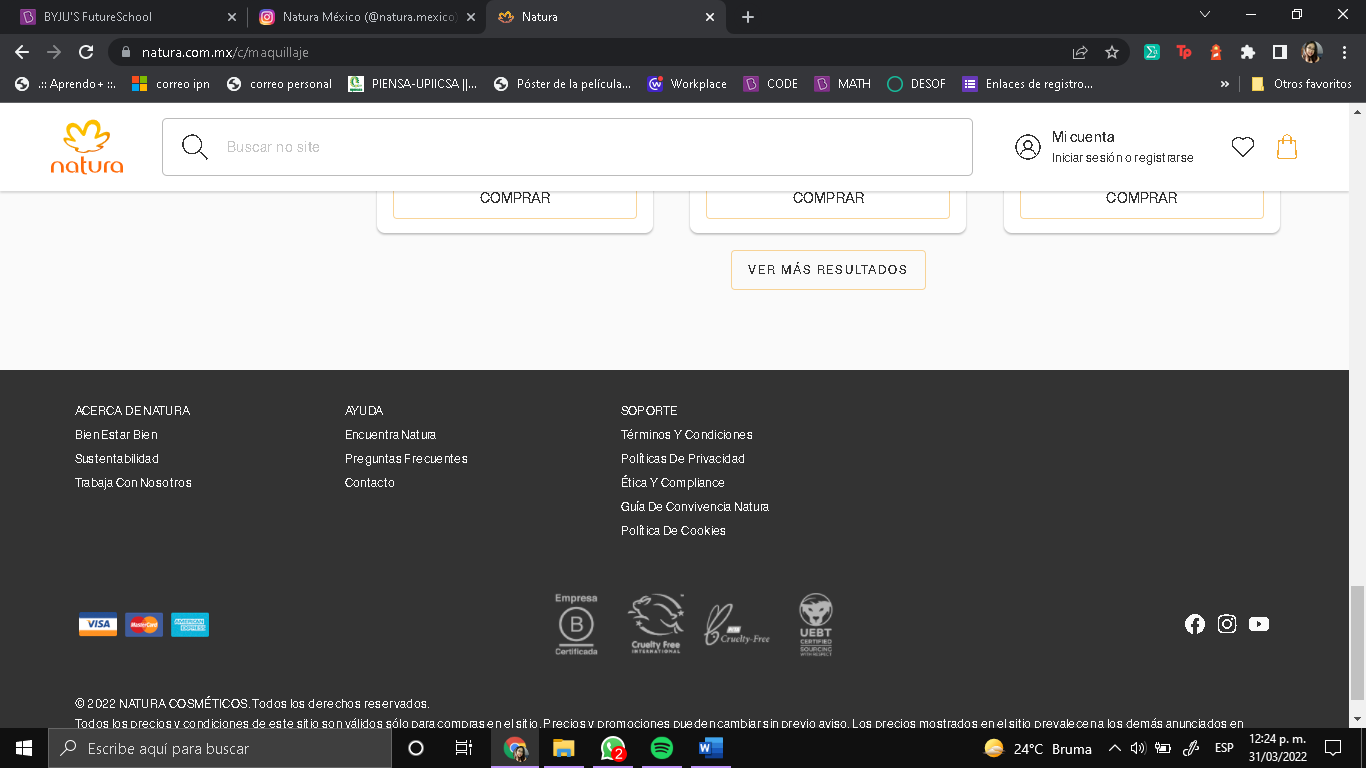 BYJU'S FutureSchool
Natura México (@natura.mexico)
Natura
natura.com.mx/c/maquillaje
.:: Aprendo+ ::.
correo ipn
correo personal
PIENSA-UPIICSA ||...
Póster de la película...
Workplace
CODE
MATH
DESOF
Enlaces de registro...
»
Otros favoritos
natura
Buscar no site
Mi cuenta
Iniciar sesión o registrarse
COMPRAR
COMPRAR
COMPRAR
VER MÁS RESULTADOS
ACERCA DE NATURA
Bien Estar Bien
Sustentabilidad
Trabaja Con Nosotros
AYUDA
Encuentra Natura
Preguntas Frecuentes
Contacto
SOPORTE
Términos Y Condiciones
Políticas De Privacidad
Ética Y Compliance
Guía De Convivencia Natura
Política De Cookies
VISA
MasterCard
AMERICAN EXPRESS
Empresa
B
Certificada
Cruelty Free
INTERNATIONAL
Cruelty-Free
UEBT
CERTIFIED
SOURCING
WITH RESPECT
© 2022 NATURA COSMÉTICOS. Todos los derechos reservados.
Todos los precios y condiciones de este sitio son válidos sólo para compras en el sitio. Precios y promociones pueden cambiar sin previo aviso. Los precios mostrados en el sitio prevalecen a los demás anunciados en
Escribe aquí para buscar
2
24°C Bruma
ESP
12:24 p. m.
31/03/2022